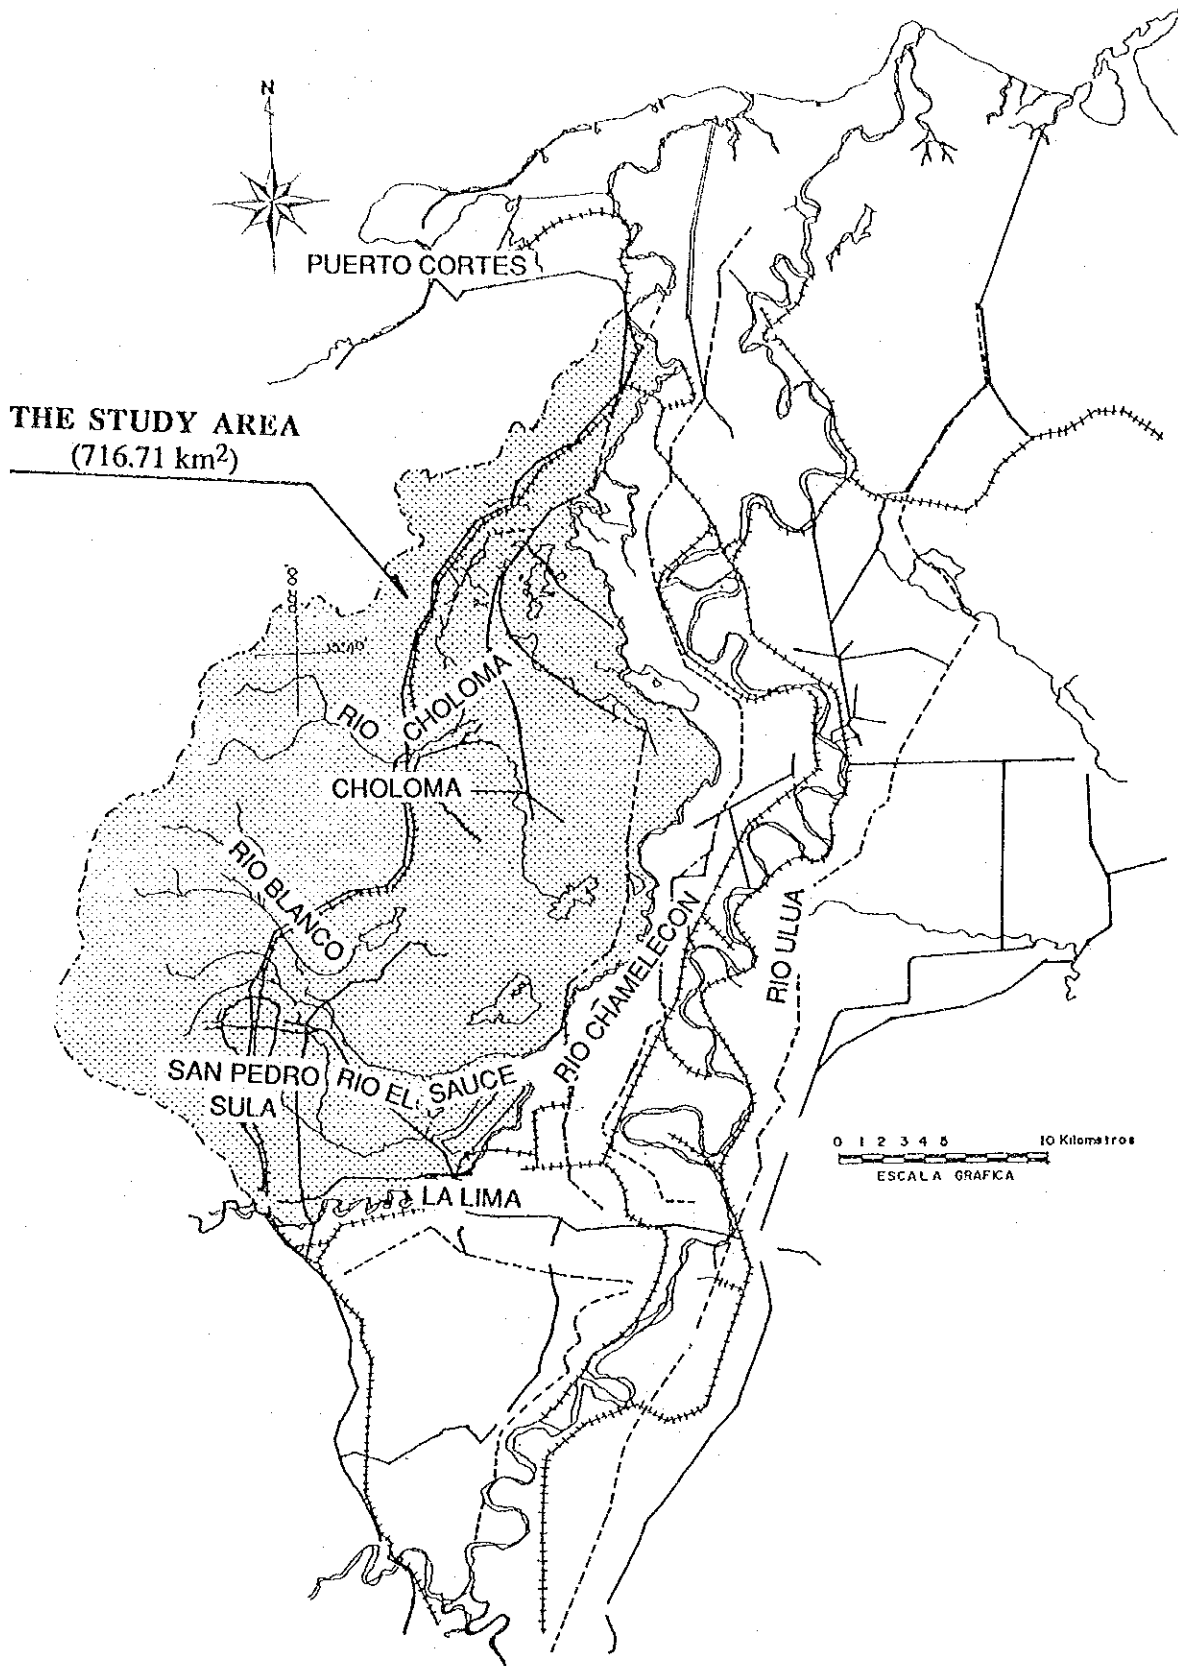 N
PUERTO CORTES
THE STUDY AREA
(716.71 km²)
RIO CHOLOMA
CHOLOMA
RIO BLANCO
RIO CHAMELECON
RIO ULUA
SAN PEDRO
SULA
RIO EL SAUCE
LA LIMA
0 1 2 3 4 5 10 Kilometros
ESCALA GRAFICA